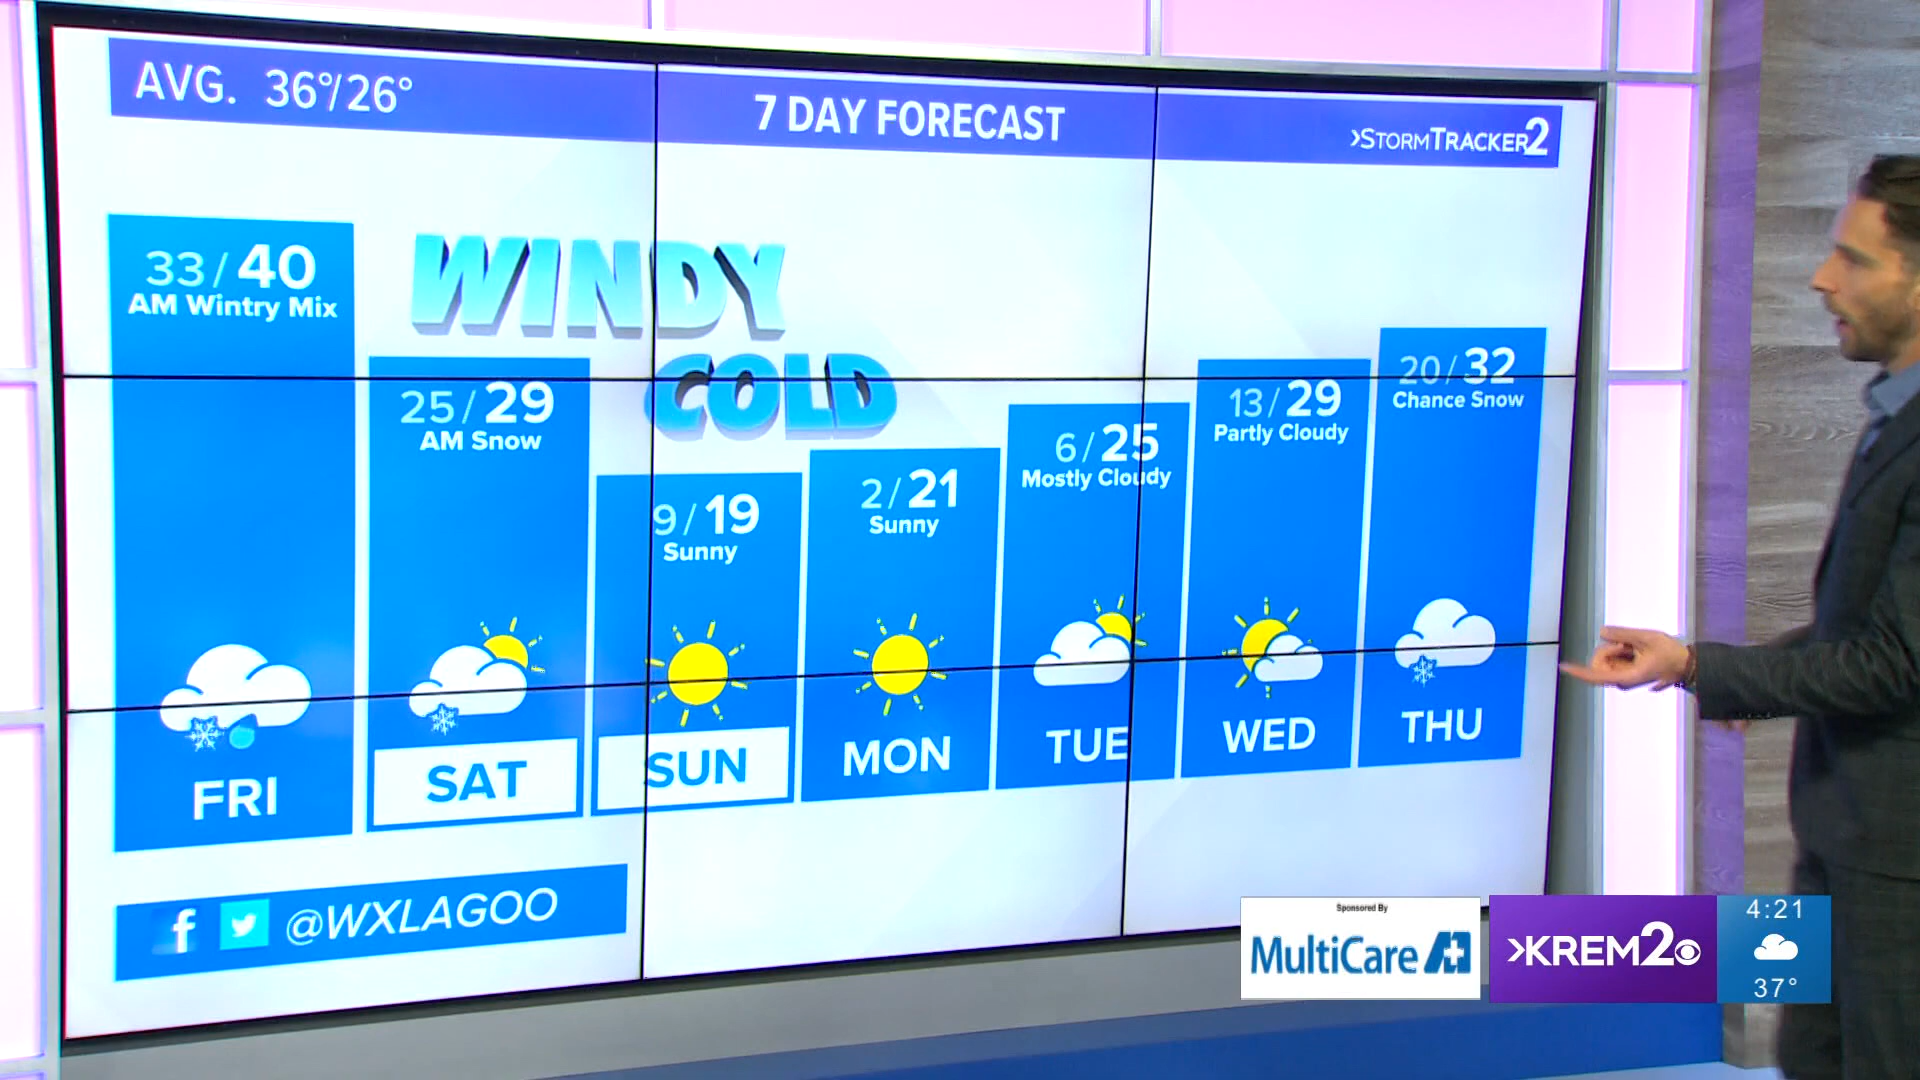 AVG. 36°/26°
7 DAY FORECAST
>STORMTRACKER2
33/40
AM Wintry Mix
FRI
WINDY
COLD
25/29
AM Snow
SAT
9/19
Sunny
SUN
2/21
Sunny
MON
6/25
Mostly Cloudy
TUE
13/29
Partly Cloudy
WED
20/32
Chance Snow
THU
f @WXLAGOO
Sponsored By
MultiCare
>KREM2
4:21
37°